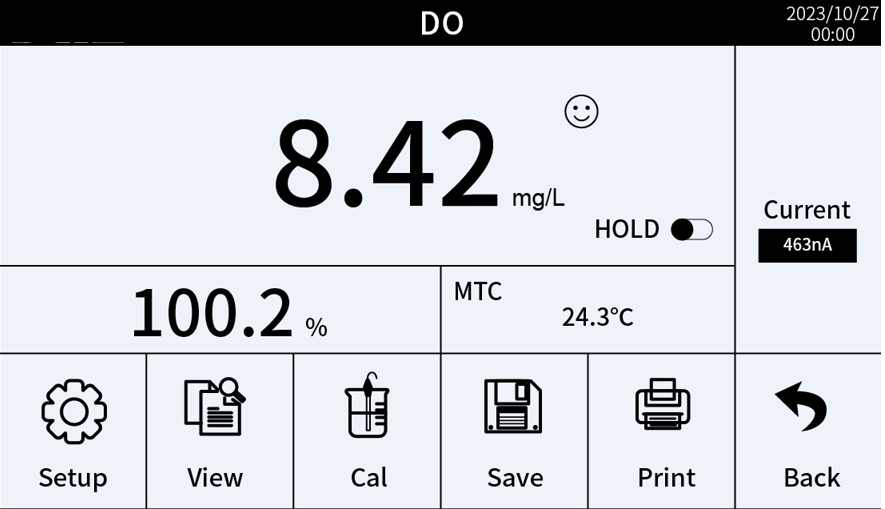 DO
2023/10/27
00:00
8.42 mg/L
HOLD
Current
463nA
100.2 %
MTC
24.3°C
Setup
View
Cal
Save
Print
Back